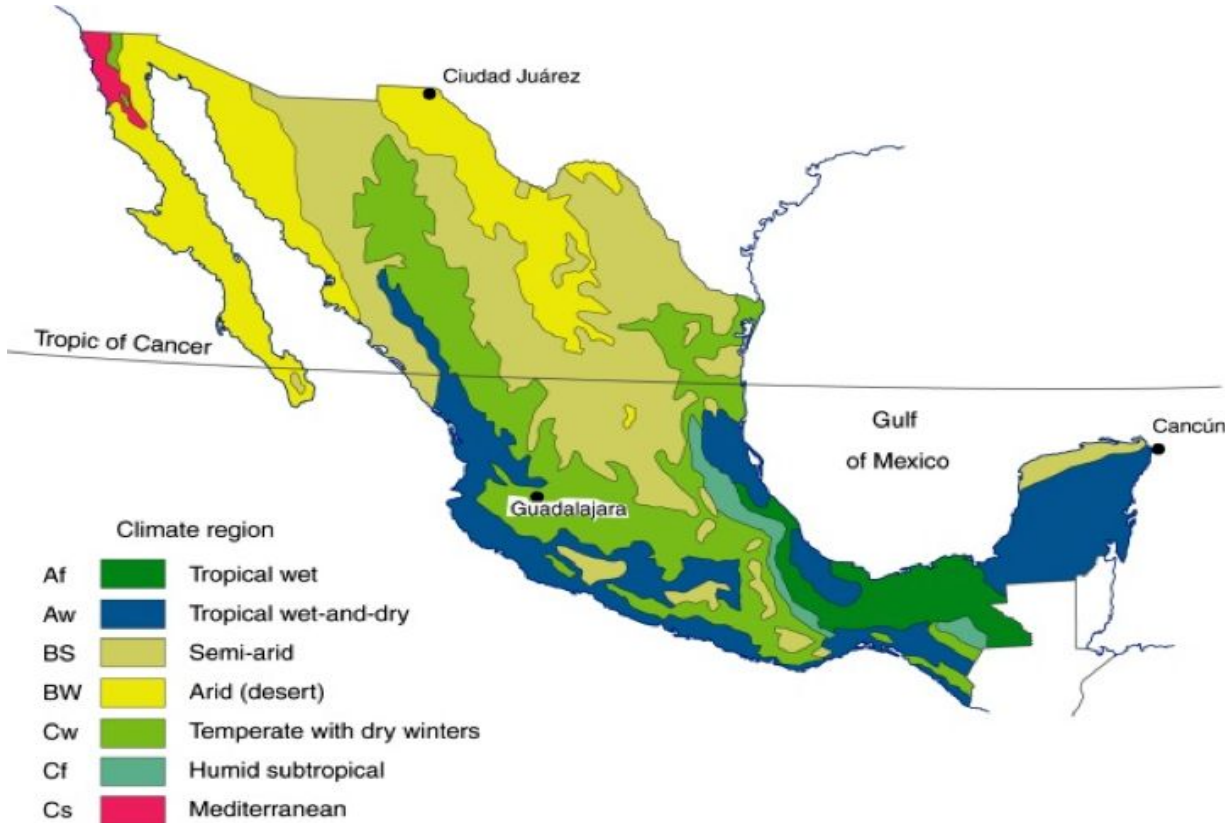 Ciudad Juárez
Tropic of Cancer
Gulf
of Mexico
Cancún
Guadalajara
Climate region
Af Tropical wet
Aw Tropical wet-and-dry
BS Semi-arid
BW Arid (desert)
Cw Temperate with dry winters
Cf Humid subtropical
Cs Mediterranean